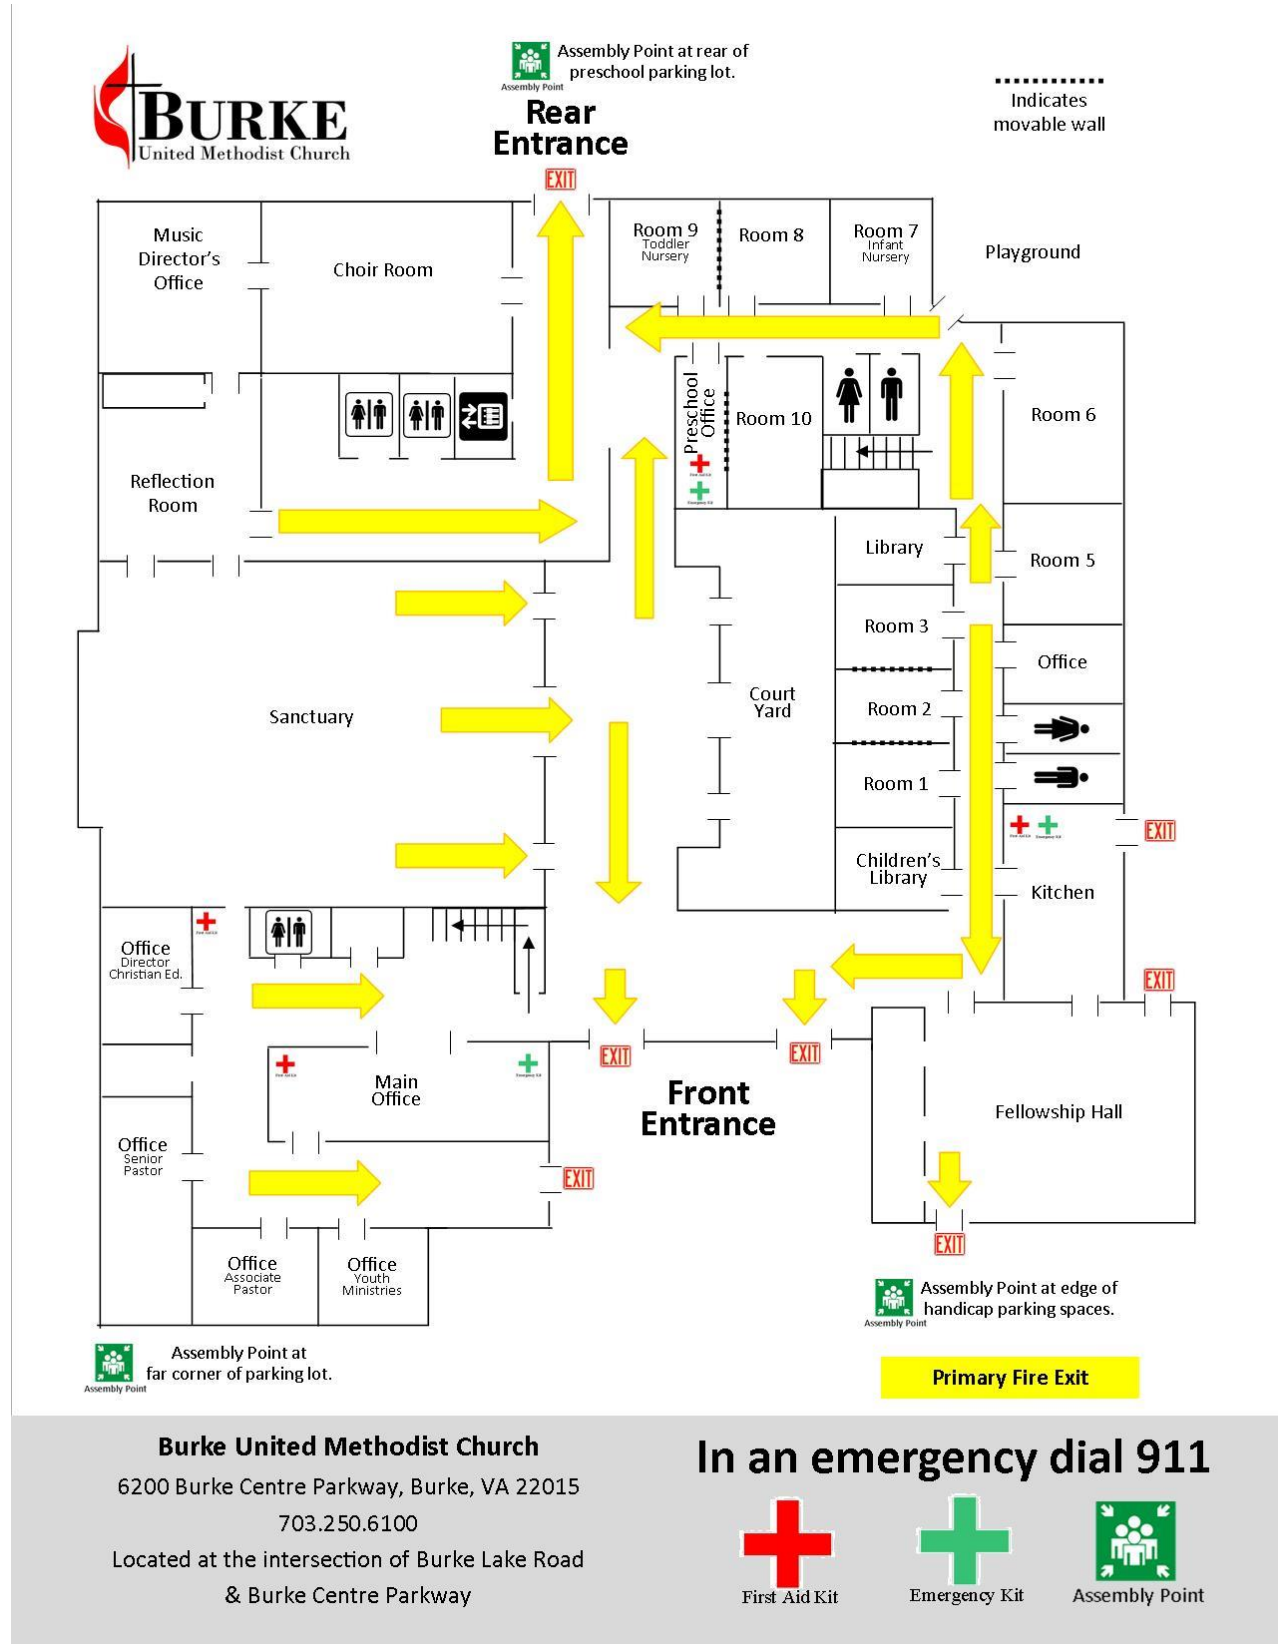 BURKE
United Methodist Church
Assembly Point at rear of
preschool parking lot.
Assembly Point
Rear
Entrance
EXIT
Indicates
movable wall
Music
Director's
Office
Choir Room
Room 9
Toddler
Nursery
Room 8
Room 7
Infant
Nursery
Playground
Preschool
Office
Room 10
Room 6
Reflection
Room
Library
Room 5
Room 3
Office
Sanctuary
Court
Yard
Room 2
Room 1
EXIT
Children's
Library
Kitchen
Office
Director
Christian Ed.
EXIT
EXIT
EXIT
Main
Office
Front
Entrance
Fellowship Hall
Office
Senior
Pastor
EXIT
EXIT
Office
Associate
Pastor
Office
Youth
Ministries
Assembly Point at edge of
handicap parking spaces.
Assembly Point
Assembly Point at
far corner of parking lot.
Assembly Point
Primary Fire Exit
Burke United Methodist Church
6200 Burke Centre Parkway, Burke, VA 22015
703.250.6100
Located at the intersection of Burke Lake Road
& Burke Centre Parkway
In an emergency dial 911
First Aid Kit
Emergency Kit
Assembly Point